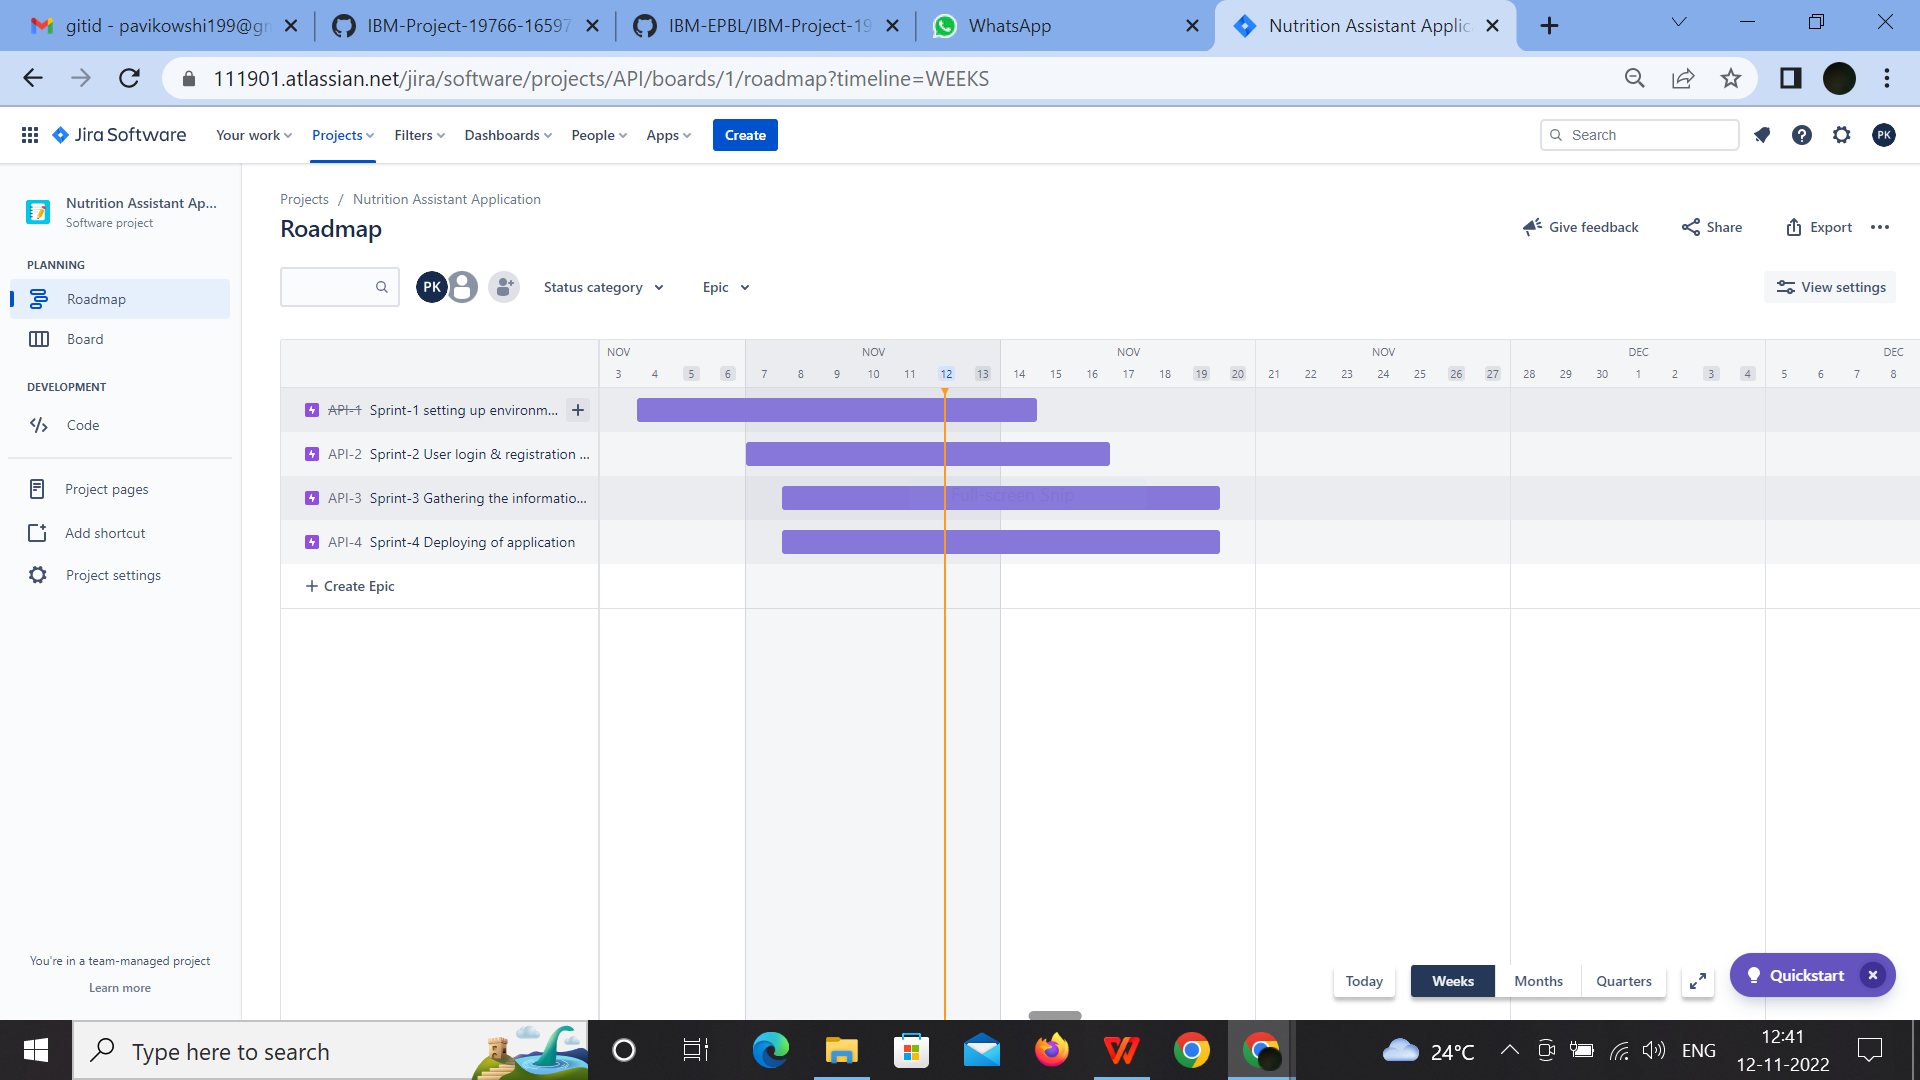 gitid - pavikowshi199@gm
IBM-Project-19766-16597
IBM-EPBL/IBM-Project-19
WhatsApp
Nutrition Assistant Applic
111901.atlassian.net/jira/software/projects/API/boards/1/roadmap?timeline=WEEKS
Jira Software
Your work
Projects
Filters
Dashboards
People
Apps
Create
Search
PK
Nutrition Assistant Ap...
Software project
PLANNING
Roadmap
Board
DEVELOPMENT
Code
Project pages
Add shortcut
Project settings
You're in a team-managed project
Learn more
Projects / Nutrition Assistant Application
Roadmap
Give feedback
Share
Export
PK
Status category
Epic
View settings
NOV NOV NOV NOV DEC DEC
3 4 5 6 7 8 9 10 11 12 13 14 15 16 17 18 19 20 21 22 23 24 25 26 27 28 29 30 1 2 3 4 5 6 7 8
API-1 Sprint-1 setting up environm...
API-2 Sprint-2 User login & registration ...
API-3 Sprint-3 Gathering the informatio...
Full-screen Snip
API-4 Sprint-4 Deploying of application
Create Epic
Today
Weeks
Months
Quarters
Quickstart
Type here to search
24°C
ENG
12:41
12-11-2022